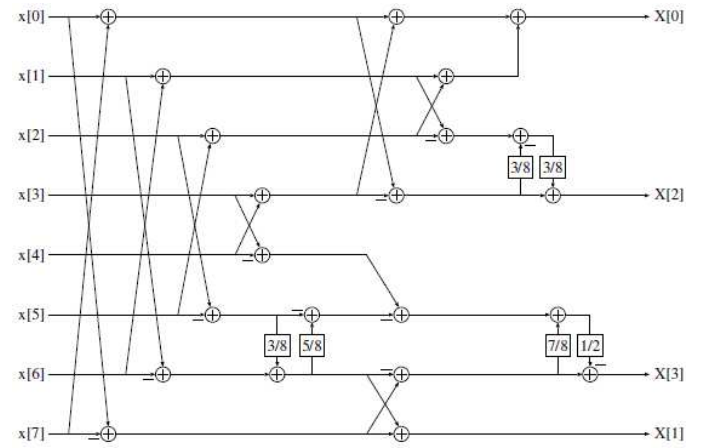 x[0] X[0]
x[1]
x[2]
3/8 3/8
x[3] X[2]
x[4]
x[5]
3/8 5/8 7/8 1/2
x[6] X[3]
x[7] X[1]